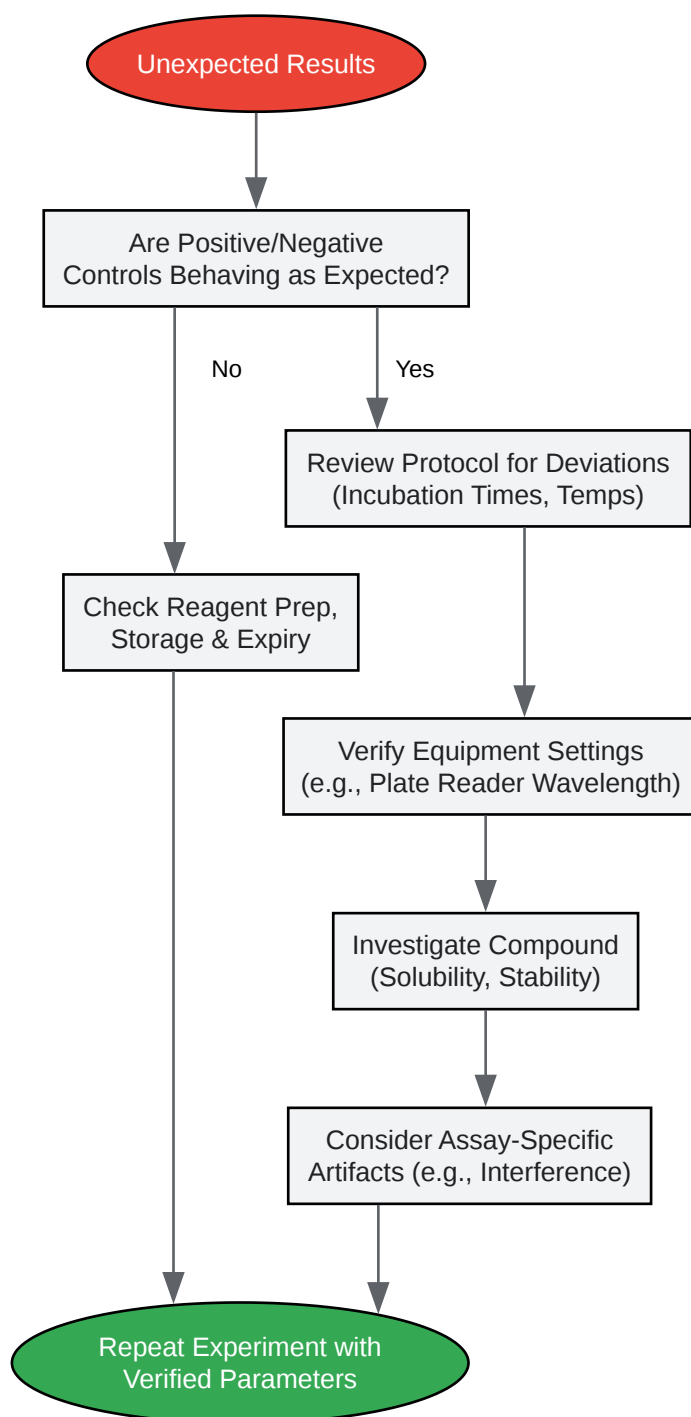 Unexpected Results
Are Positive/Negative
Controls Behaving as Expected?
No
Yes
Review Protocol for Deviations
(Incubation Times, Temps)
Check Reagent Prep,
Storage & Expiry
Verify Equipment Settings
(e.g., Plate Reader Wavelength)
Investigate Compound
(Solubility, Stability)
Consider Assay-Specific
Artifacts (e.g., Interference)
Repeat Experiment with
Verified Parameters